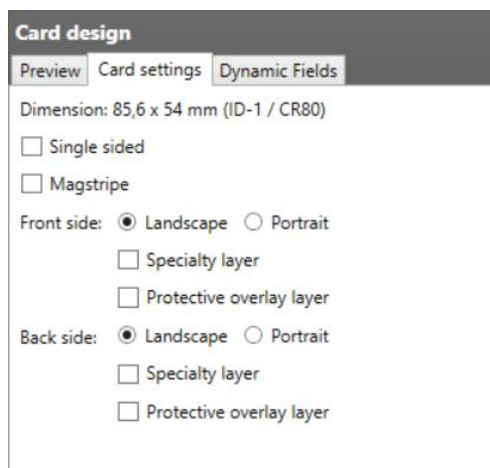 Card design
Preview Card settings Dynamic Fields
Dimension: 85,6 x 54 mm (ID-1 / CR80)
Single sided
Magstripe
Front side: Landscape Portrait
Specialty layer
Protective overlay layer
Back side: Landscape Portrait
Specialty layer
Protective overlay layer